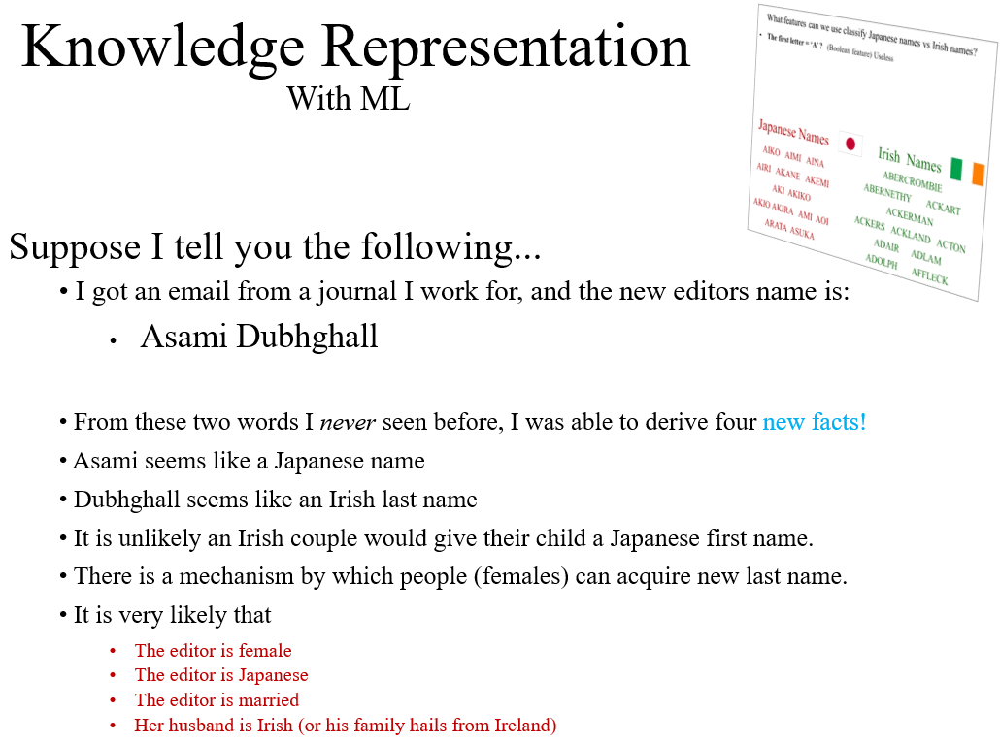 Knowledge Representation
With ML
What features can we use classify Japanese names vs Irish names?
• The first letter = 'A' ? (Boolean feature) Useless
Japanese Names
AIKO AIMI AINA
AIRI AKANE AKEMI
AKI AKIKO
AKIO AKIRA AMI AOI
ARATA ASUKA
Irish Names
ABERCROMBIE
ABERNETHY ACKART
ACKERMAN
ACKERS ACKLAND ACTON
ADAIR ADLAM
ADOLPH AFFLECK
Suppose I tell you the following...
• I got an email from a journal I work for, and the new editors name is:
• Asami Dubhghall
• From these two words I never seen before, I was able to derive four new facts!
• Asami seems like a Japanese name
• Dubhghall seems like an Irish last name
• It is unlikely an Irish couple would give their child a Japanese first name.
• There is a mechanism by which people (females) can acquire new last name.
• It is very likely that
• The editor is female
• The editor is Japanese
• The editor is married
• Her husband is Irish (or his family hails from Ireland)